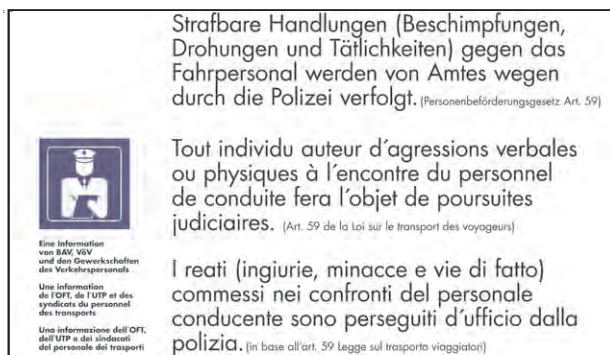 Strafbare Handlungen (Beschimpfungen,
Drohungen und Tätlichkeiten) gegen das
Fahrpersonal werden von Amtes wegen
durch die Polizei verfolgt. (Personenbeförderungsgesetz Art. 59)
Tout individu auteur d´agressions verbales
ou physiques à l´encontre du personnel
de conduite fera l´objet de poursuites
judiciaires. (Art. 59 de la Loi sur le transport des voyageurs)
I reati (ingiurie, minacce e vie di fatto)
commessi nei confronti del personale
conducente sono perseguiti d´ufficio dalla
polizia. (in base all´art. 59 Legge sul trasporto viaggiatori)
Eine Information
von BAV, VöV
und den Gewerkschaften
des Verkehrspersonals
Une information
de l´OFT, de l´UTP et des
syndicats du personnel
des transports
Una informazione dell´OFT,
dell´UTP e dei sindacati
del personale dei trasporti